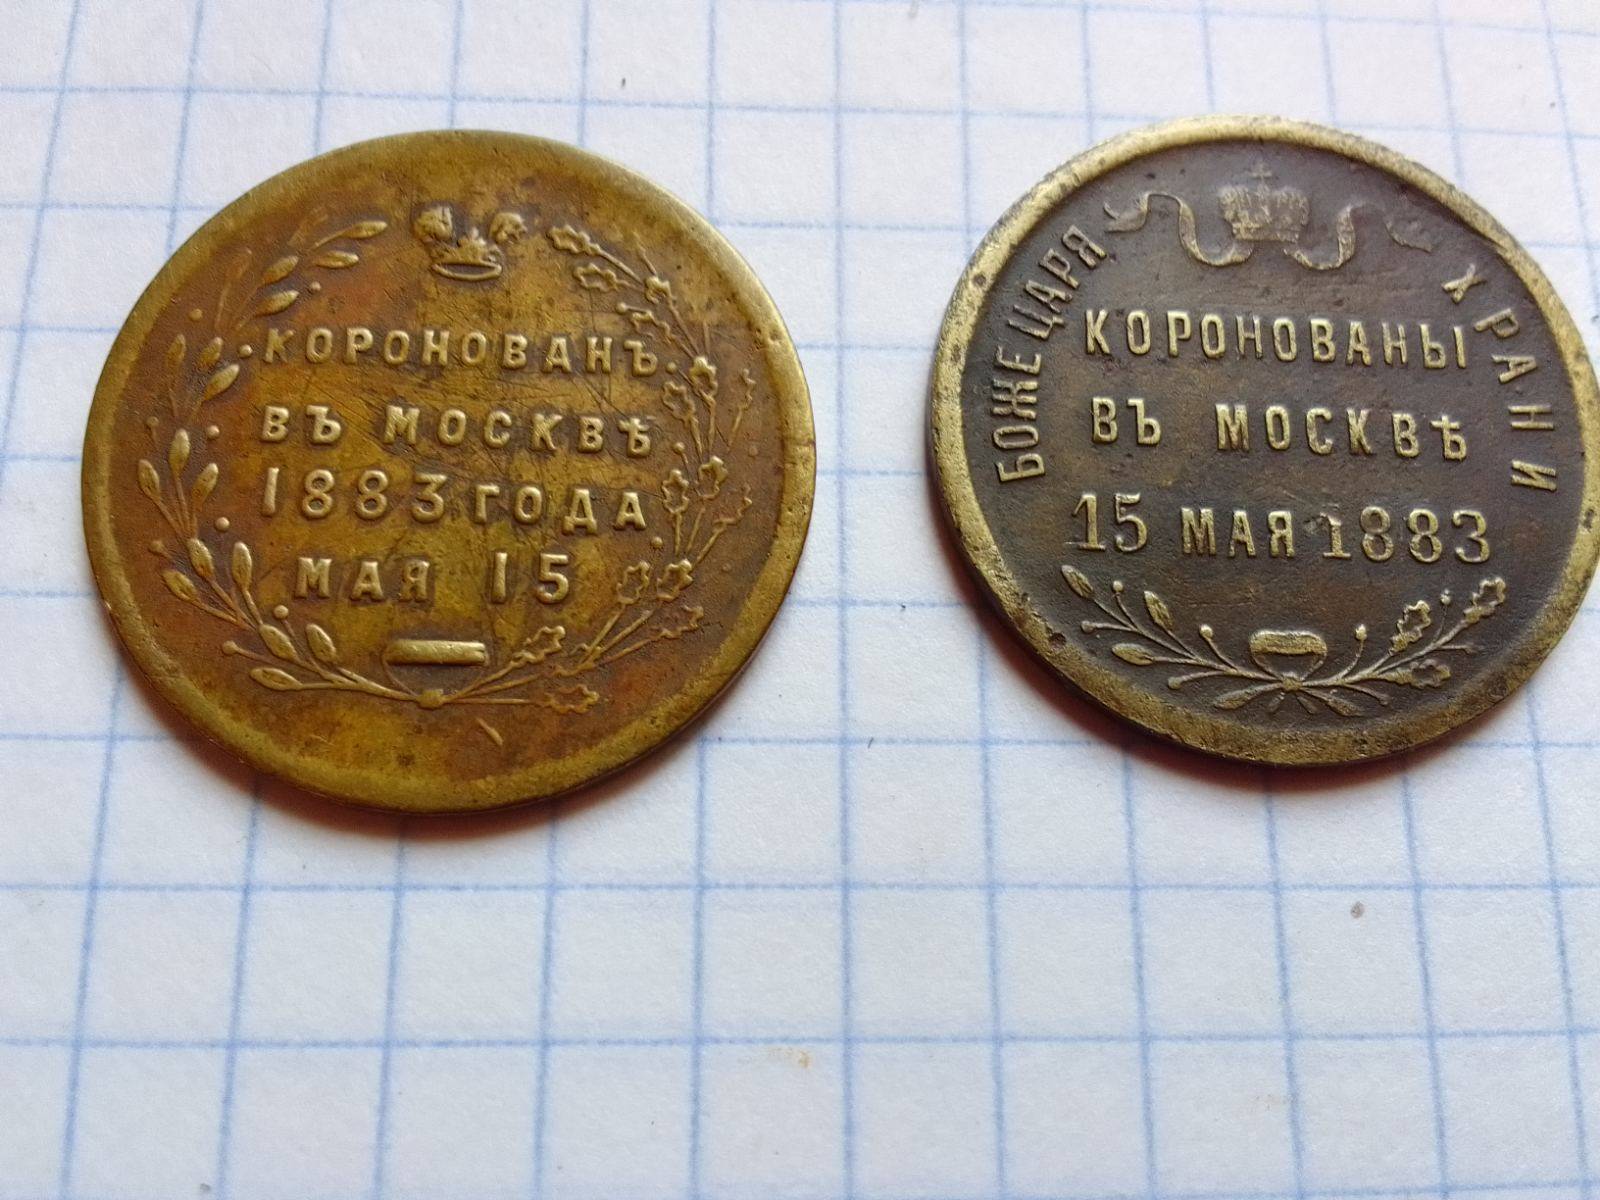 КОРОНОВАНЪ.
ВЪ МОСКВѢ
1883 ГОДА
МАЯ 15
БОЖЕ ЦАРЯ ХРАНИ
КОРОНОВАНЫ
ВЪ МОСКВѢ
15 МАЯ 1883